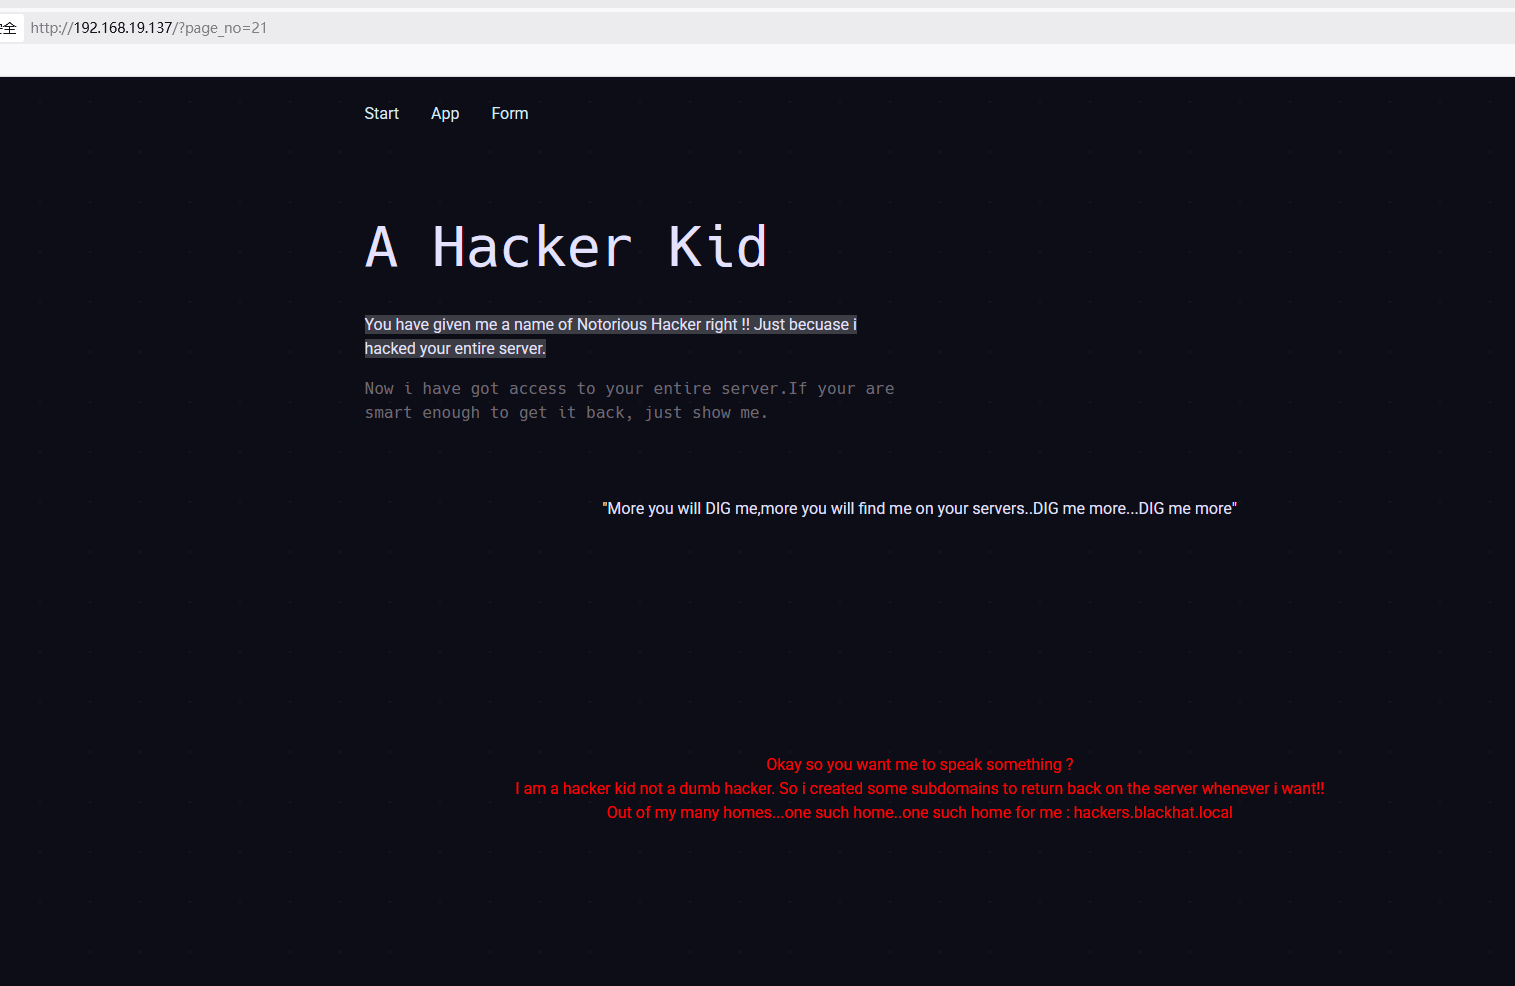 http://192.168.19.137/?page_no=21
Start App Form
A Hacker Kid
You have given me a name of Notorious Hacker right !! Just becuase i
hacked your entire server.
Now i have got access to your entire server.If your are
smart enough to get it back, just show me.
"More you will DIG me,more you will find me on your servers..DIG me more...DIG me more"
Okay so you want me to speak something ?
I am a hacker kid not a dumb hacker. So i created some subdomains to return back on the server whenever i want!!
Out of my many homes...one such home..one such home for me : hackers.blackhat.local